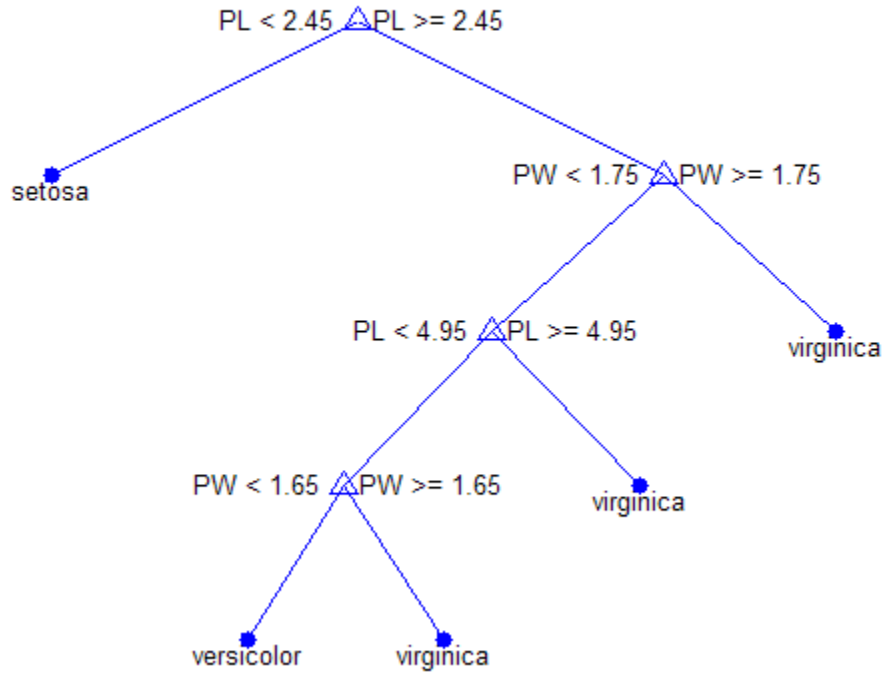 PL < 2.45 PL >= 2.45
setosa
PW < 1.75 PW >= 1.75
PL < 4.95 PL >= 4.95
virginica
PW < 1.65 PW >= 1.65
virginica
versicolor virginica